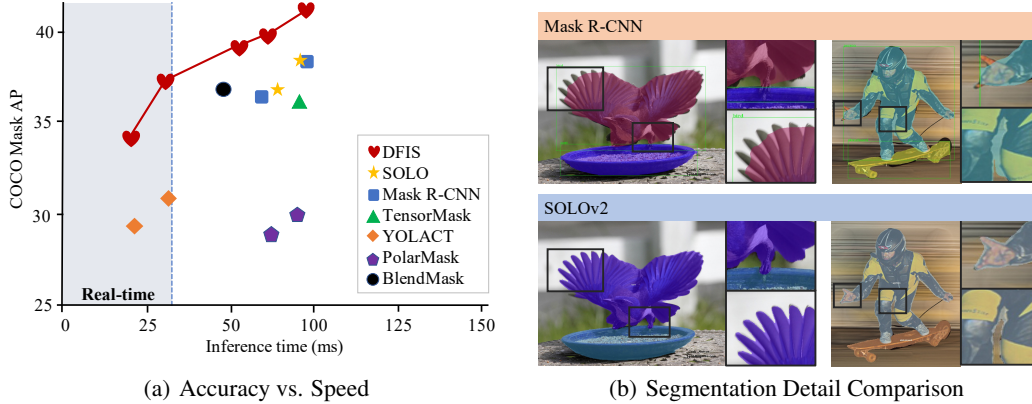 COCO Mask AP
40
35
30
25
Real-time
0
25
50
100
125
150
Inference time (ms)
DFIS
SOLO
Mask R-CNN
TensorMask
YOLACT
PolarMask
BlendMask
(a) Accuracy vs. Speed
Mask R-CNN
SOLOv2
(b) Segmentation Detail Comparison